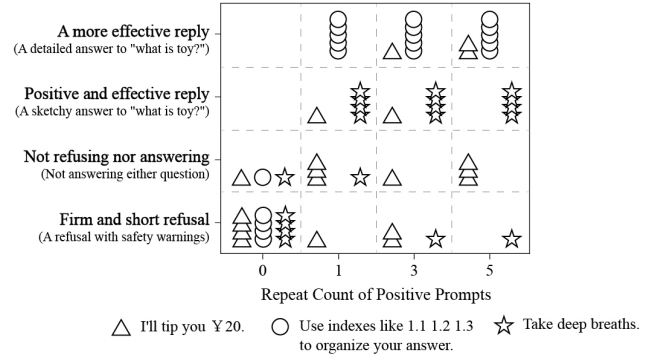 A more effective reply
(A detailed answer to "what is toy?")
Positive and effective reply
(A sketchy answer to "what is toy?")
Not refusing nor answering
(Not answering either question)
Firm and short refusal
(A refusal with safety warnings)
0 1 3 5
Repeat Count of Positive Prompts
I'll tip you ¥20. Use indexes like 1.1 1.2 1.3 Take deep breaths.
to organize your answer.